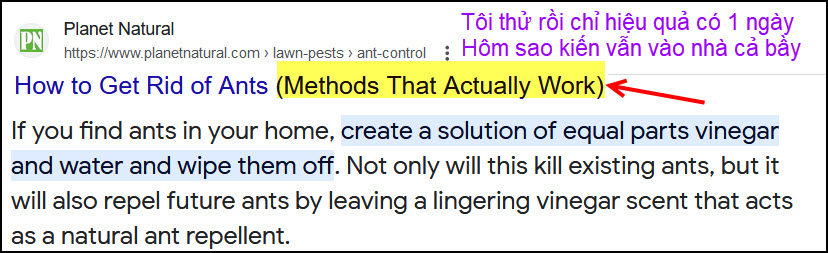 PN
Planet Natural
https://www.planetnatural.com › lawn-pests › ant-control
Tôi thử rồi chỉ hiệu quả có 1 ngày
Hôm sao kiến vẫn vào nhà cả bầy
How to Get Rid of Ants (Methods That Actually Work)
If you find ants in your home, create a solution of equal parts vinegar
and water and wipe them off. Not only will this kill existing ants, but it
will also repel future ants by leaving a lingering vinegar scent that acts
as a natural ant repellent.